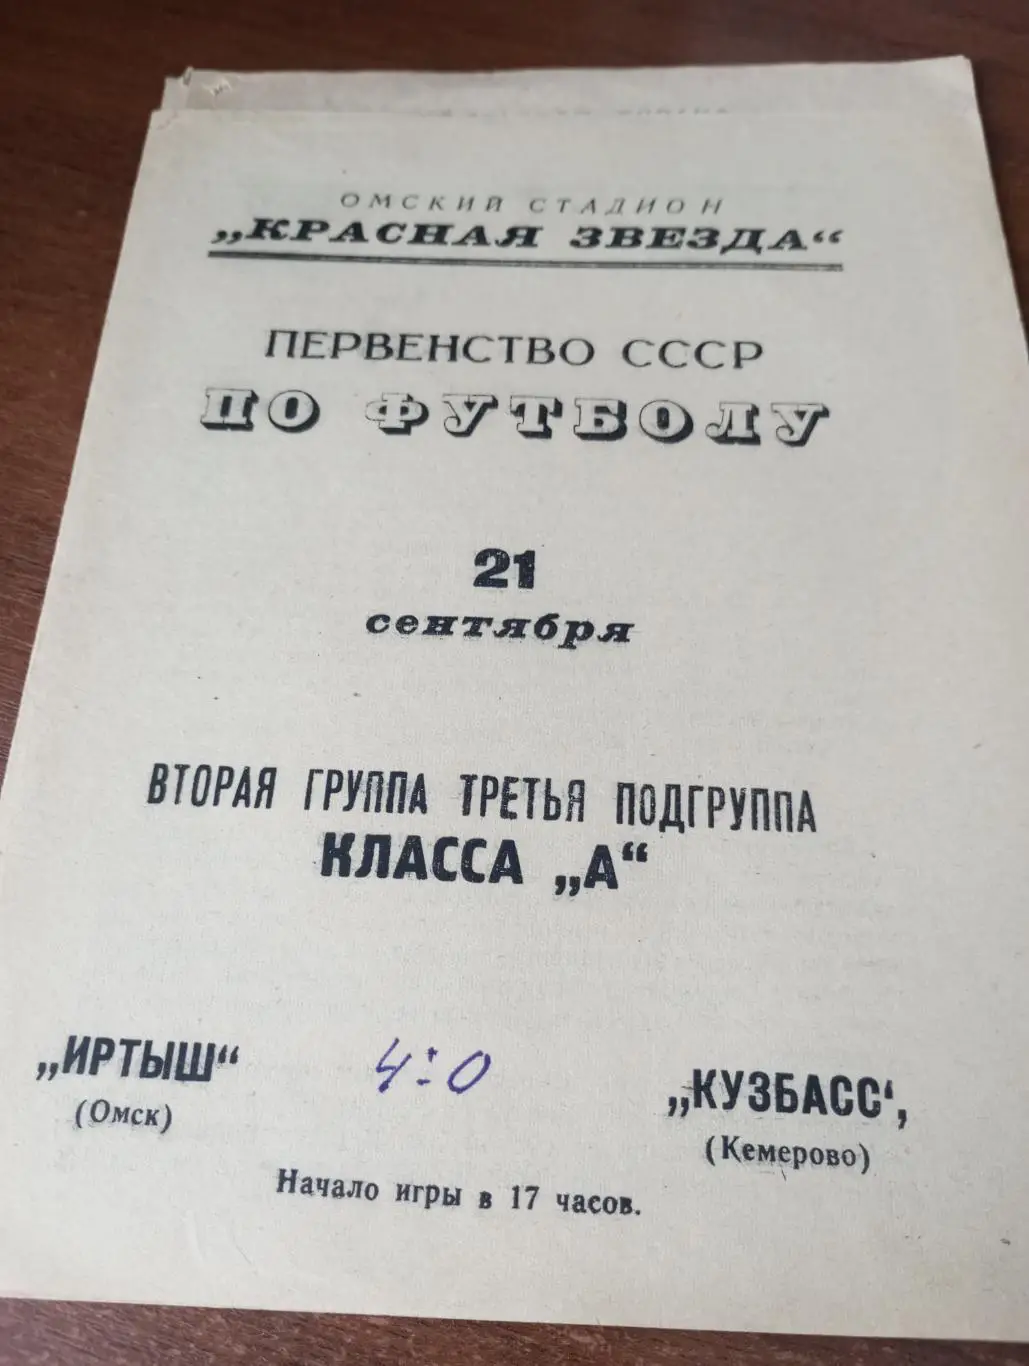 ОМСКИЙ СТАДИОН
„КРАСНАЯ ЗВЕЗДА“
ПЕРВЕНСТВО СССР
ПО ФУТБОЛУ
21
сентября
ВТОРАЯ ГРУППА ТРЕТЬЯ ПОДГРУППА
КЛАССА „А“
„ИРТЫШ“ 4:0 „КУЗБАСС‘,
(Омск) (Кемерово)
Начало игры в 17 часов.